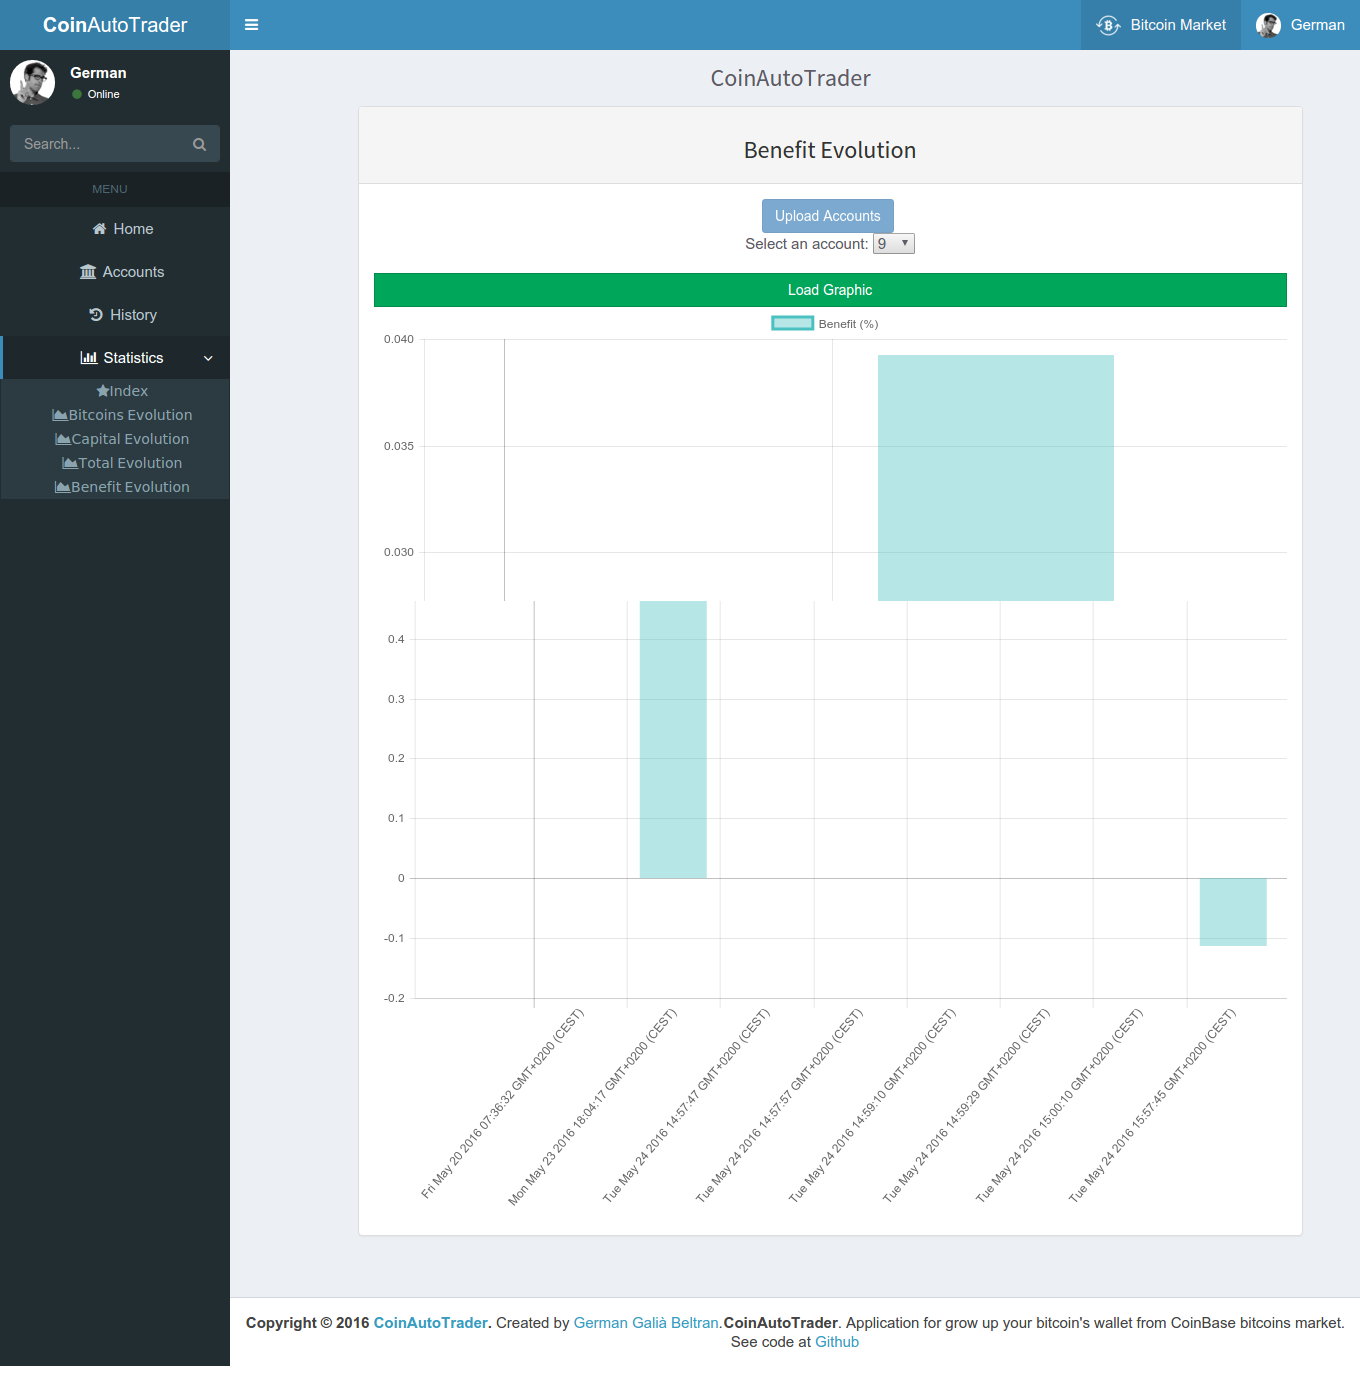 CoinAutoTrader
Bitcoin Market
German
German
Online
Search...
MENU
Home
Accounts
History
Statistics
Index
Bitcoins Evolution
Capital Evolution
Total Evolution
Benefit Evolution
CoinAutoTrader
Benefit Evolution
Upload Accounts
Select an account: 9
Load Graphic
Benefit (%)
0.040
0.035
0.030
0.4
0.3
0.2
0.1
0
-0.1
-0.2
Fri May 20 2016 07:36:32 GMT+0200 (CEST)
Mon May 23 2016 18:04:17 GMT+0200 (CEST)
Tue May 24 2016 14:57:47 GMT+0200 (CEST)
Tue May 24 2016 14:57:57 GMT+0200 (CEST)
Tue May 24 2016 14:59:10 GMT+0200 (CEST)
Tue May 24 2016 14:59:29 GMT+0200 (CEST)
Tue May 24 2016 15:00:10 GMT+0200 (CEST)
Tue May 24 2016 15:57:45 GMT+0200 (CEST)
Copyright © 2016 CoinAutoTrader. Created by German Galià Beltran.CoinAutoTrader. Application for grow up your bitcoin's wallet from CoinBase bitcoins market.
See code at Github